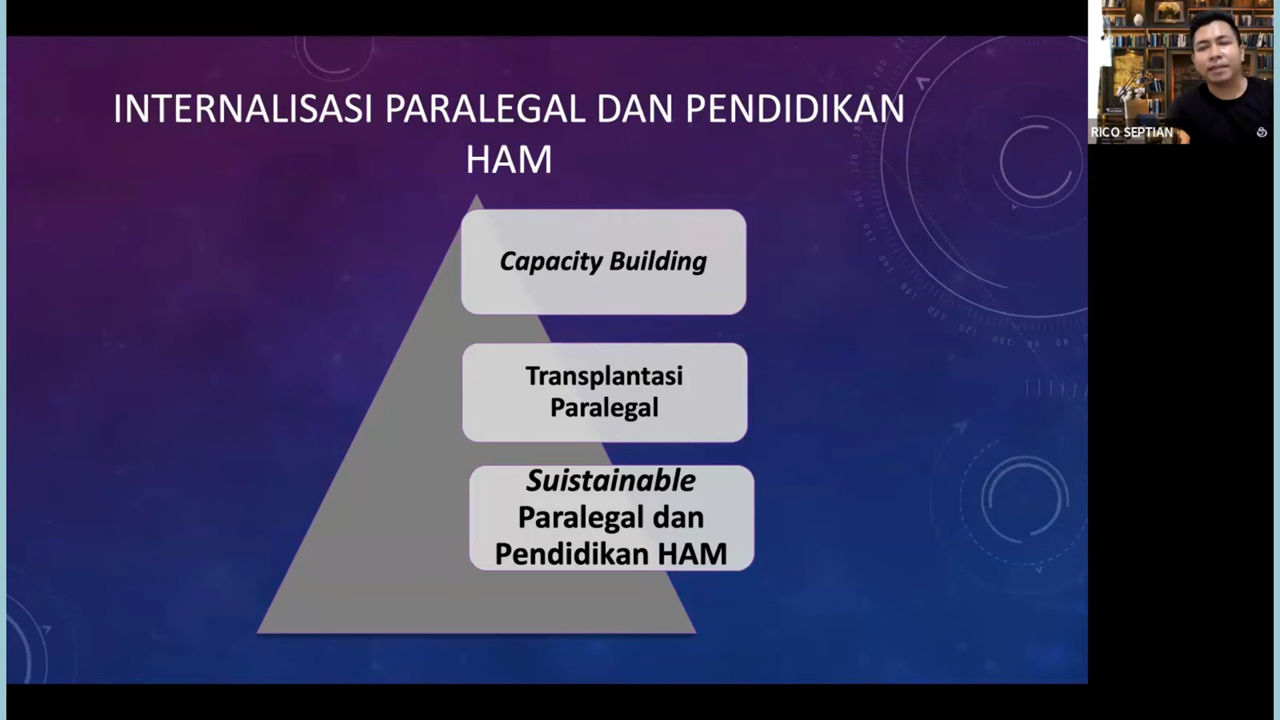 INTERNALISASI PARALEGAL DAN PENDIDIKAN
HAM
Capacity Building
Transplantasi
Paralegal
Suistainable
Paralegal dan
Pendidikan HAM
RICO SEPTIAN